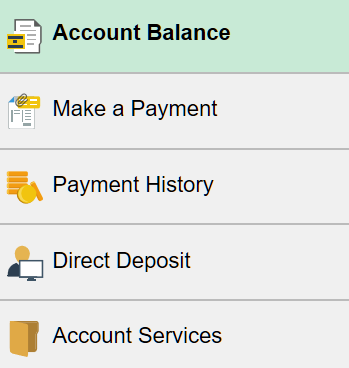 Account Balance
Make a Payment
Payment History
Direct Deposit
Account Services